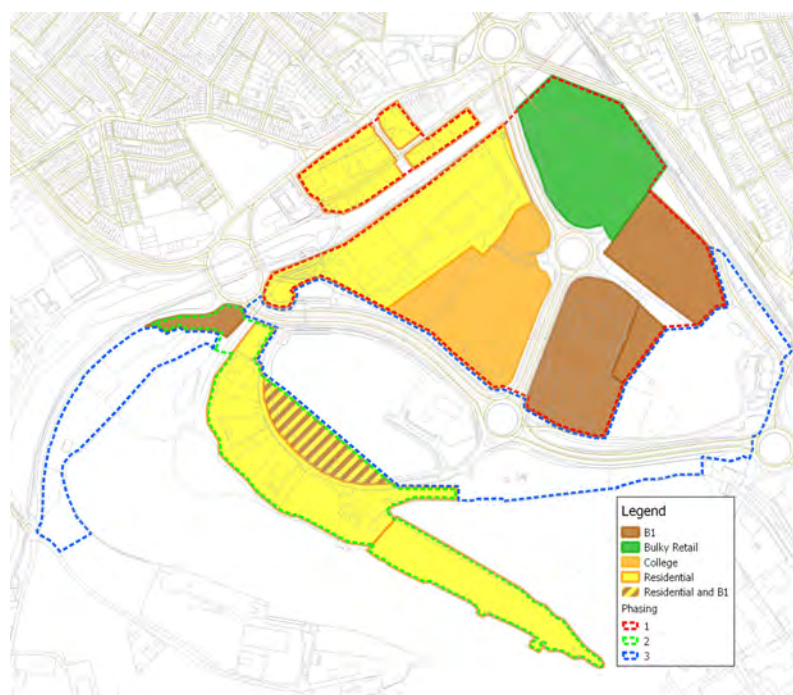 Legend
B1
Bulky Retail
College
Residential
Residential and B1
Phasing
1
2
3